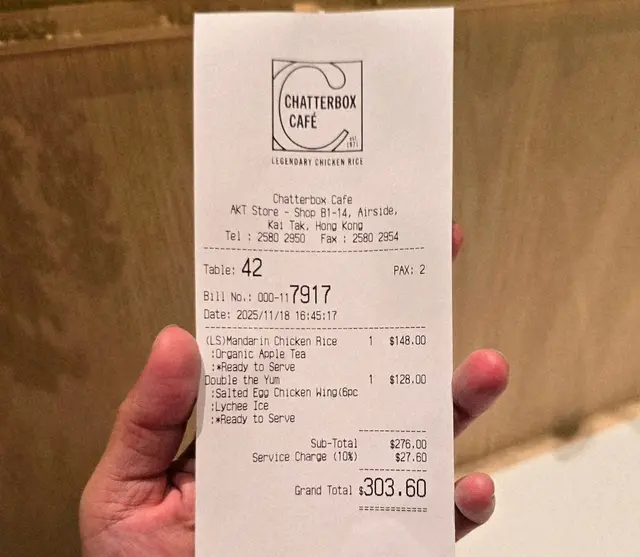 CHATTERBOX
CAFÉ
EST.
1971
LEGENDARY CHICKEN RICE
Chatterbox Cafe
AKT Store - Shop B1-14, Airside,
Kai Tak, Hong Kong
Tel : 2580 2950 Fax : 2580 2954
Table: 42 PAX: 2
Bill No.: 000-117917
Date: 2025/11/18 16:45:17
(LS)Mandarin Chicken Rice 1 $148.00
:Organic Apple Tea
:*Ready to Serve
Double the Yum 1 $128.00
:Salted Egg Chicken Wing(6pc
:Lychee Ice
:*Ready to Serve
Sub-Total $276.00
Service Charge (10%) $27.60
Grand Total $303.60